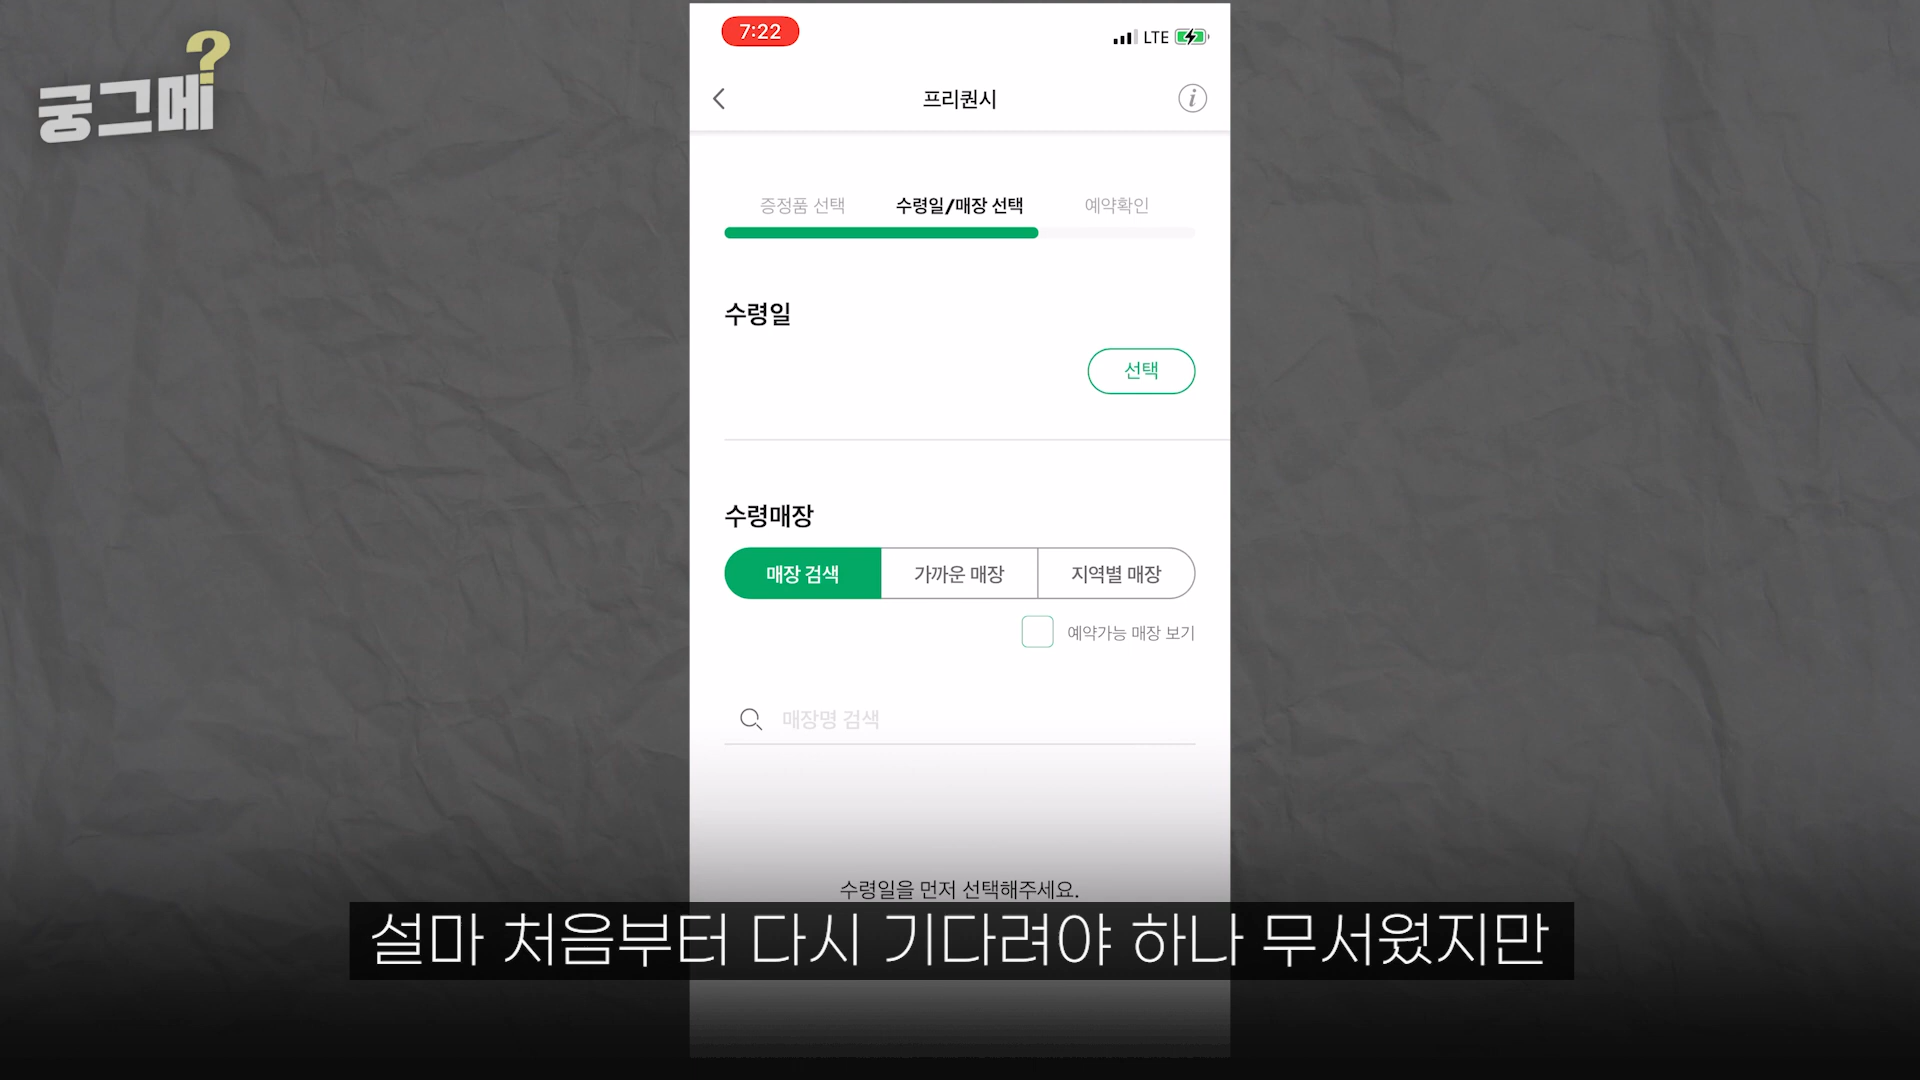 궁그메?
7:22
LTE
프리퀀시
i
증정품 선택 수령일/매장 선택 예약확인
수령일
선택
수령매장
매장 검색 가까운 매장 지역별 매장
예약가능 매장 보기
매장명 검색
수령일을 먼저 선택해주세요.
설마 처음부터 다시 기다려야 하나 무서웠지만